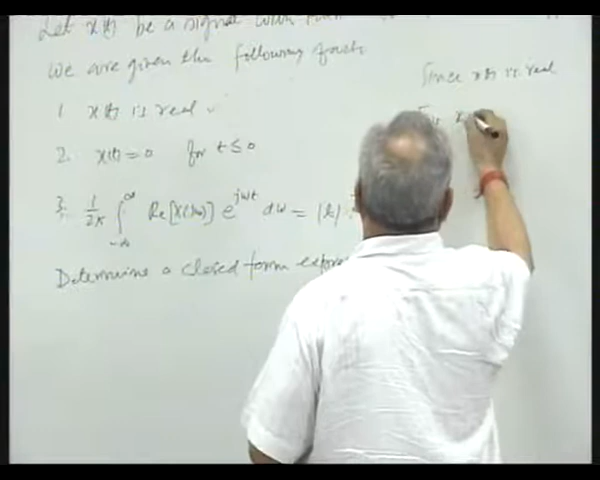 Let x(t) be a signal with
we are given the following facts
1. x(t) is real
2. x(t) = 0 for t ≤ 0
3. 1/2π ∫_{-∞}^{∞} Re[X(jω)] e^{jωt} dω = |t|
Determine a closed form
Since x(t) is real